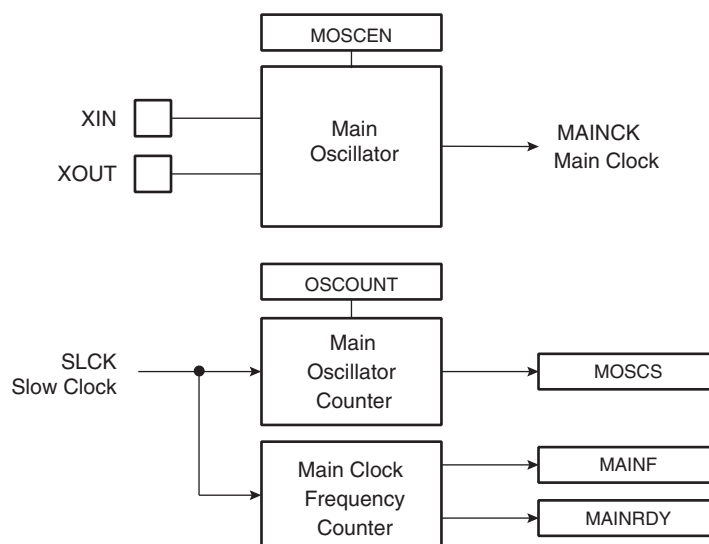 MOSCEN
XIN
XOUT
Main
Oscillator
MAINCK
Main Clock
OSCOUNT
SLCK
Slow Clock
Main
Oscillator
Counter
MOSCS
Main Clock
Frequency
Counter
MAINF
MAINRDY